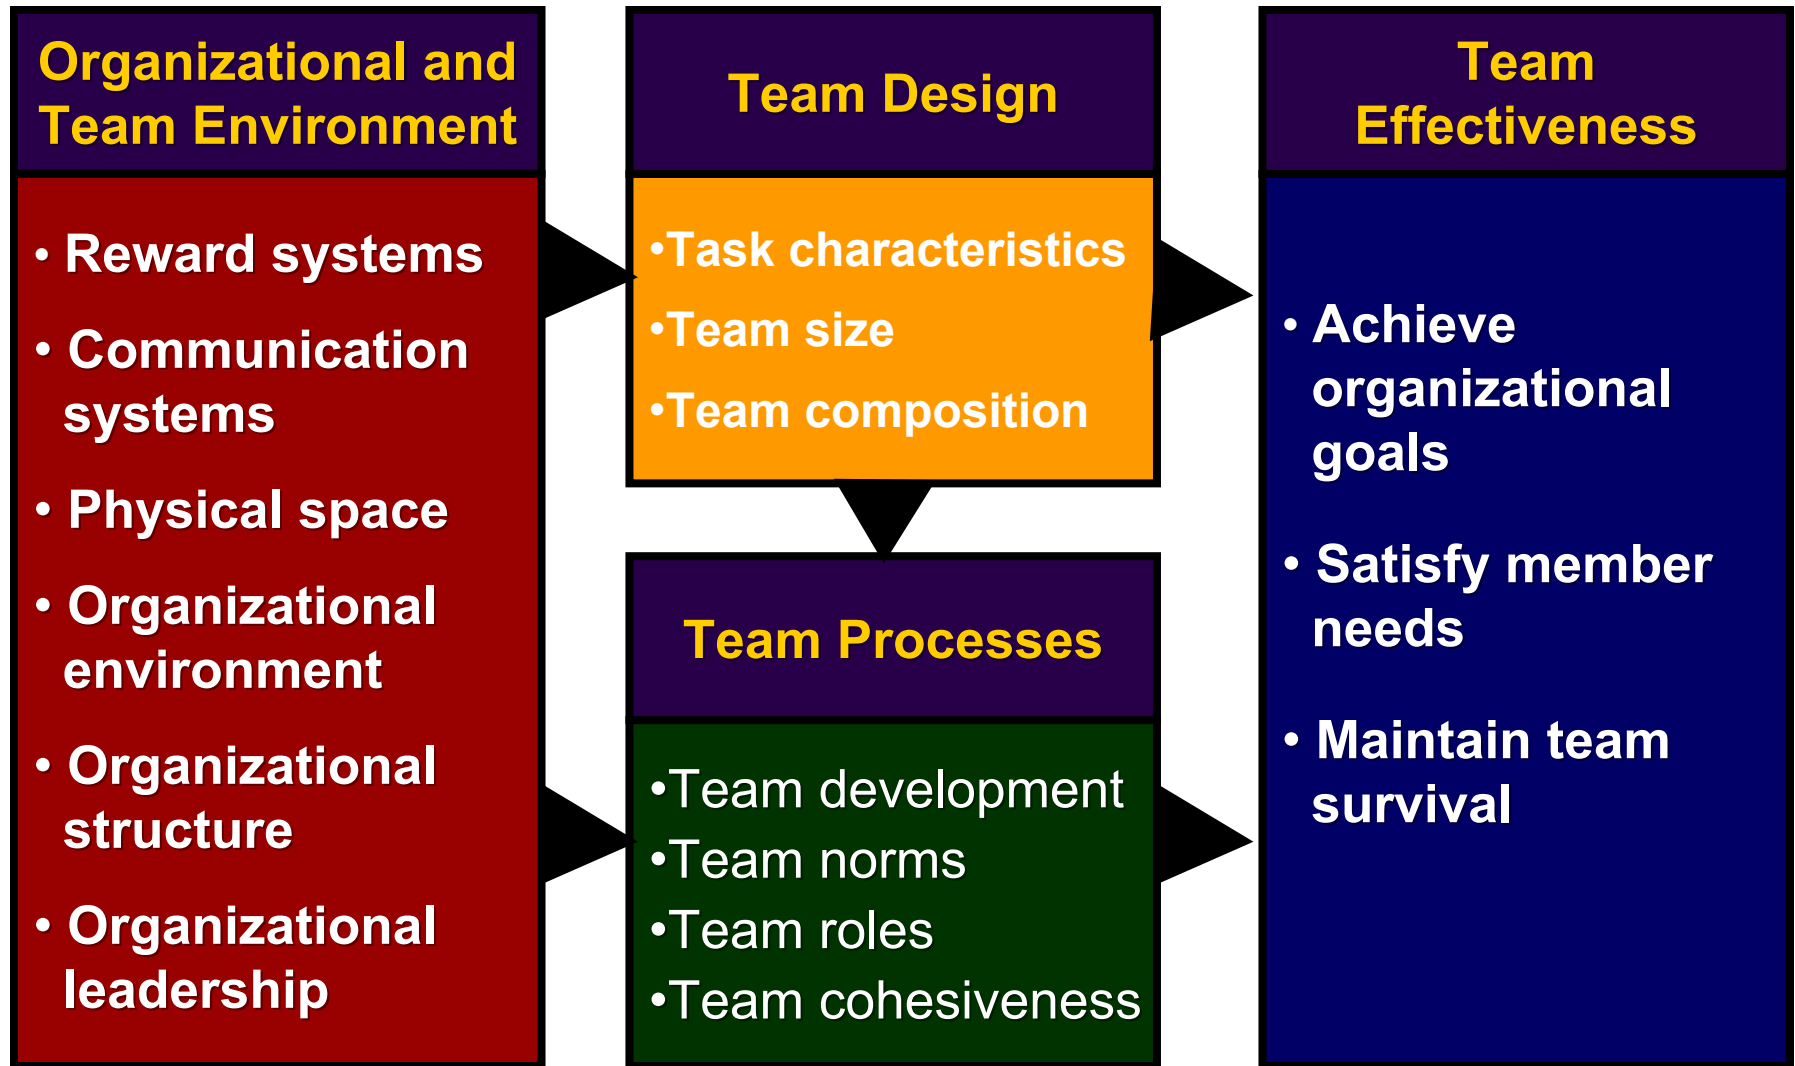 Organizational and
Team Environment
• Reward systems
• Communication
systems
• Physical space
• Organizational
environment
• Organizational
structure
• Organizational
leadership
Team Design
•Task characteristics
•Team size
•Team composition
Team Processes
•Team development
•Team norms
•Team roles
•Team cohesiveness
Team
Effectiveness
• Achieve
organizational
goals
• Satisfy member
needs
• Maintain team
survival